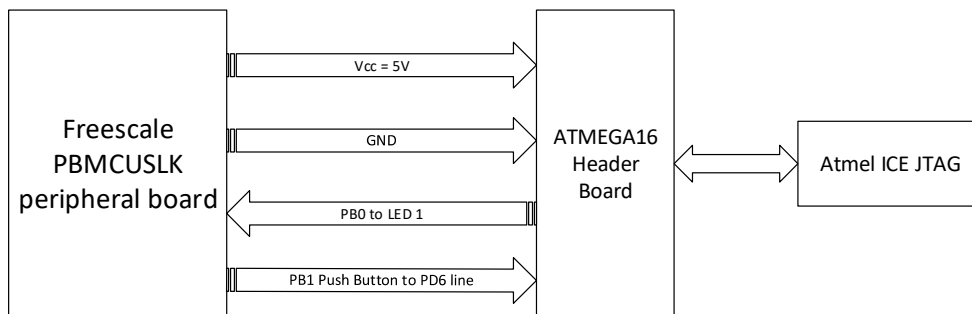 Freescale
PBMCUSLK
peripheral board
Vcc = 5V
GND
PB0 to LED 1
PB1 Push Button to PD6 line
ATMEGA16
Header
Board
Atmel ICE JTAG